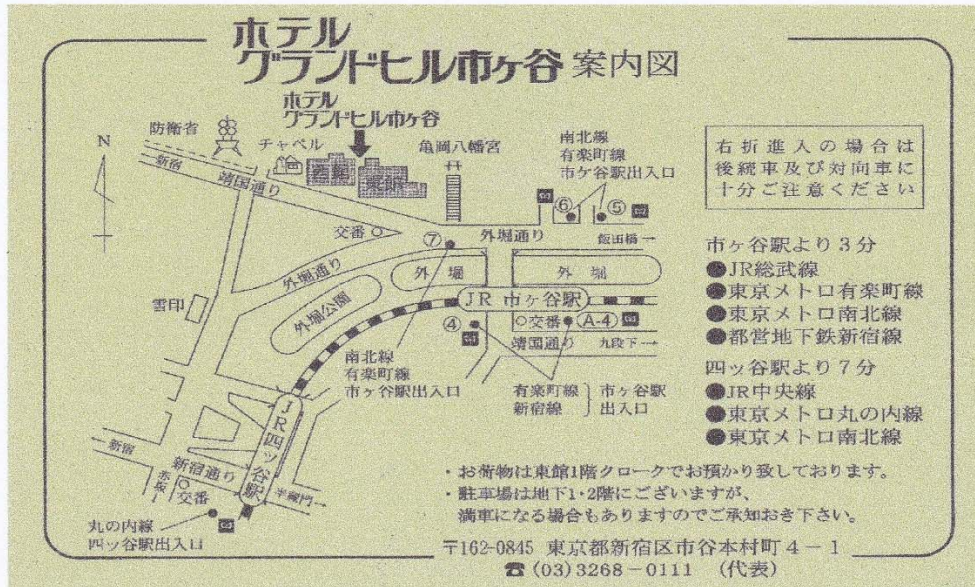 ホテル
グランドヒル市ヶ谷 案内図
ホテル
グランドヒル市ヶ谷
防衛省
チャペル
亀岡八幡宮
南北線
有楽町線
市ケ谷駅出入口
右折進入の場合は
後続車及び対向車に
十分ご注意ください
N
新宿
靖国通り
西館
東館
⑥
⑤
交番
⑦
外堀通り
飯田橋→
外堀通り
外堀
外堀
市ヶ谷駅より3分
●JR総武線
●東京メトロ有楽町線
●東京メトロ南北線
●都営地下鉄新宿線
雪印
外堀公園
JR市ケ谷駅
④
交番
A-4
靖国通り
九段下→
南北線
有楽町線
市ヶ谷駅出入口
有楽町線
新宿線
市ヶ谷駅
出入口
四ッ谷駅より7分
●JR中央線
●東京メトロ丸の内線
●東京メトロ南北線
JR四ッ谷駅
←新宿
新宿通り
赤坂
交番
半蔵門
丸の内線
四ッ谷駅出入口
・お荷物は東館1階クロークでお預かり致しております。
・駐車場は地下1・2階にございますが、
満車になる場合もありますのでご承知おき下さい。
〒162-0845 東京都新宿区市谷本村町4－1
☎(03)3268－0111 (代表)